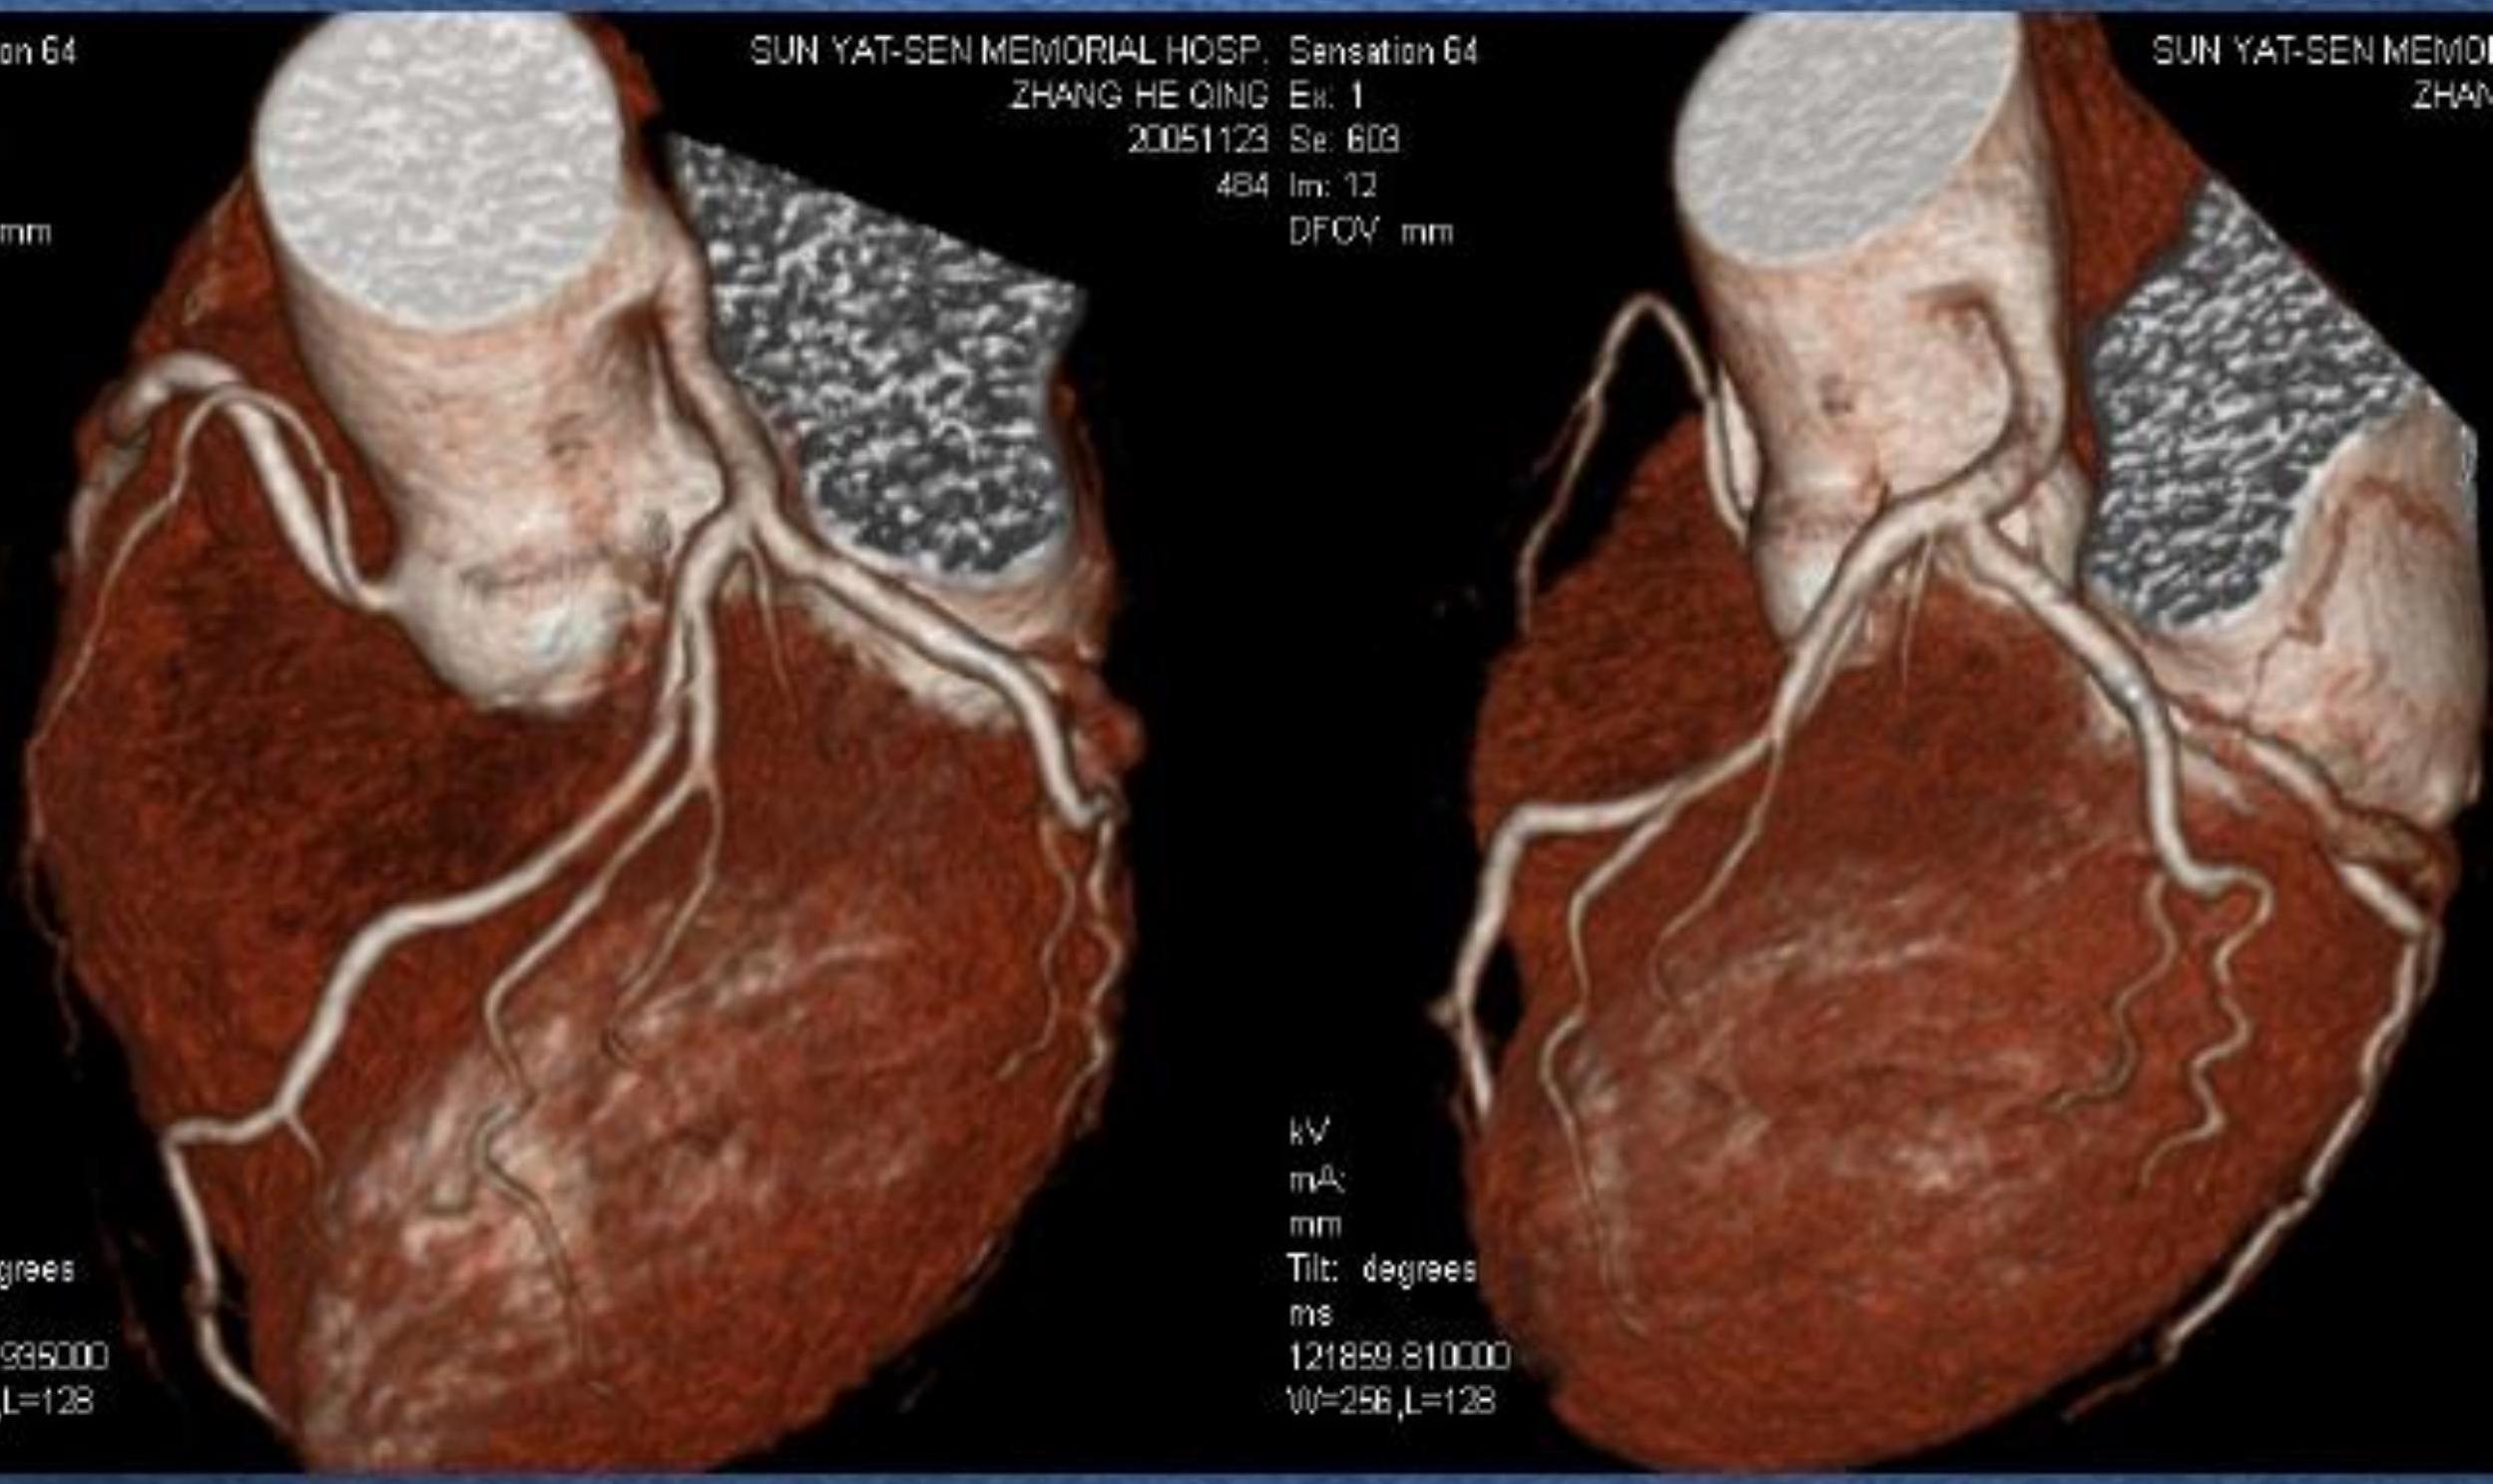 on 64
mm
grees
935000
,L=128
SUN YAT-SEN MEMORIAL HOSP.
ZHANG HE QING
20051123
464
Sensation 64
Ex: 1
Se: 603
Im: 12
DFOV mm
kV
mA:
mm
Tilt: degrees
ms
121859.810000
W=256,L=128
SUN YAT-SEN MEMO
ZHAN